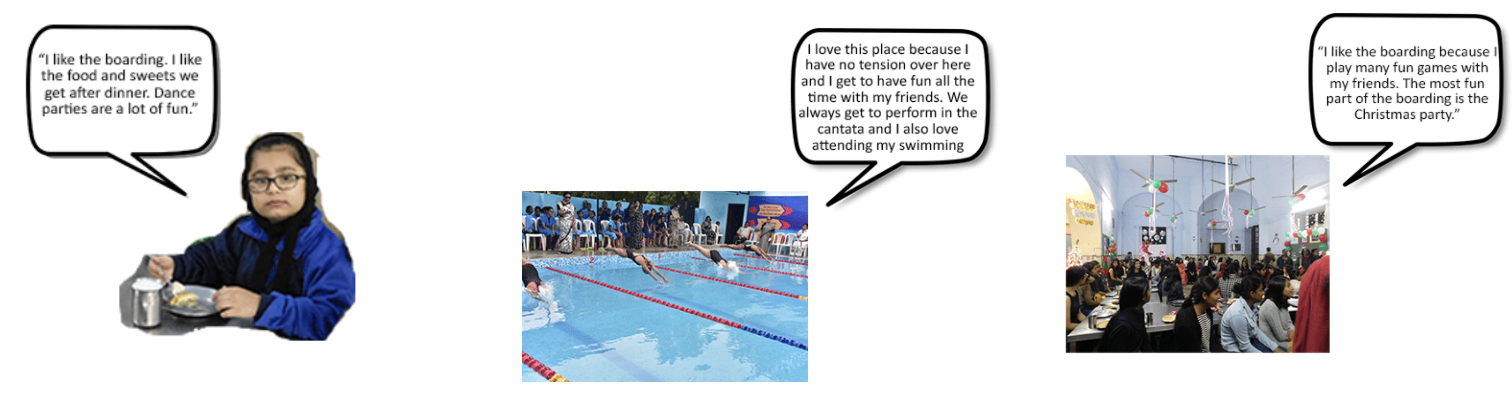 “I like the boarding. I like
the food and sweets we
get after dinner. Dance
parties are a lot of fun.”
I love this place because I
have no tension over here
and I get to have fun all the
time with my friends. We
always get to perform in the
cantata and I also love
attending my swimming
“I like the boarding because I
play many fun games with
my friends. The most fun
part of the boarding is the
Christmas party.”